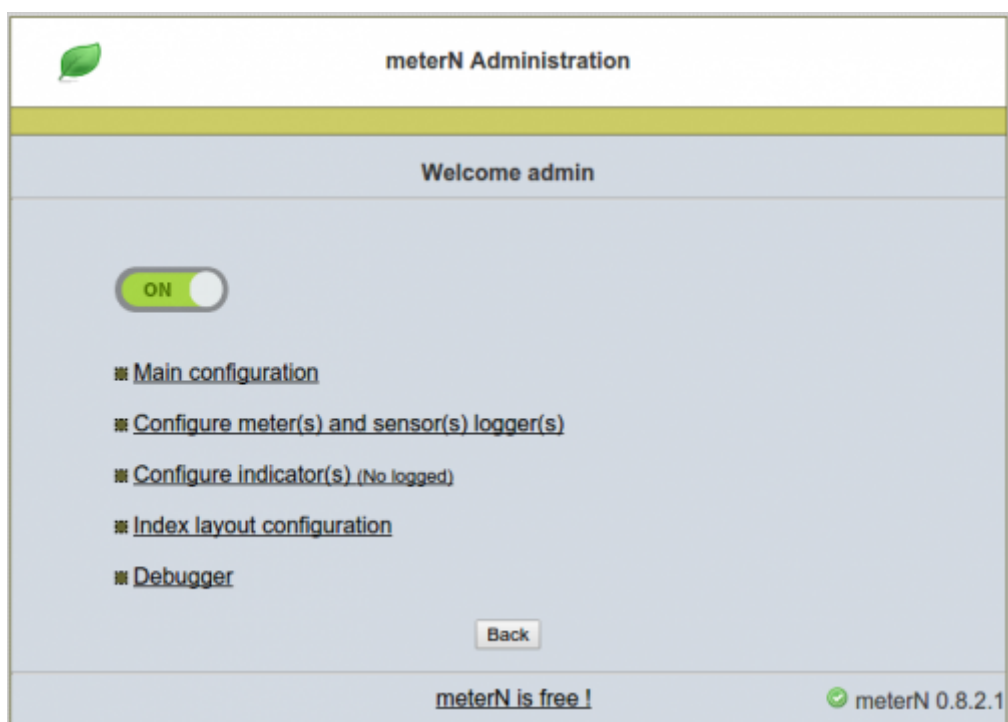 meterN Administration
Welcome admin
ON
Main configuration
Configure meter(s) and sensor(s) logger(s)
Configure indicator(s) (No logged)
Index layout configuration
Debugger
Back
meterN is free !
meterN 0.8.2.1